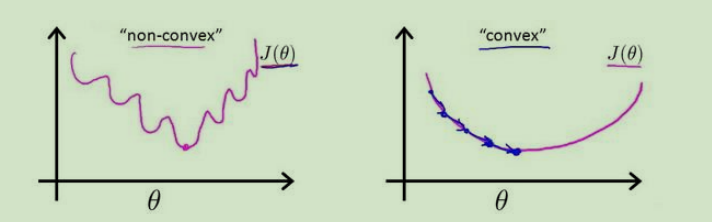 “non-convex”
J(θ)
θ
“convex”
J(θ)
θ